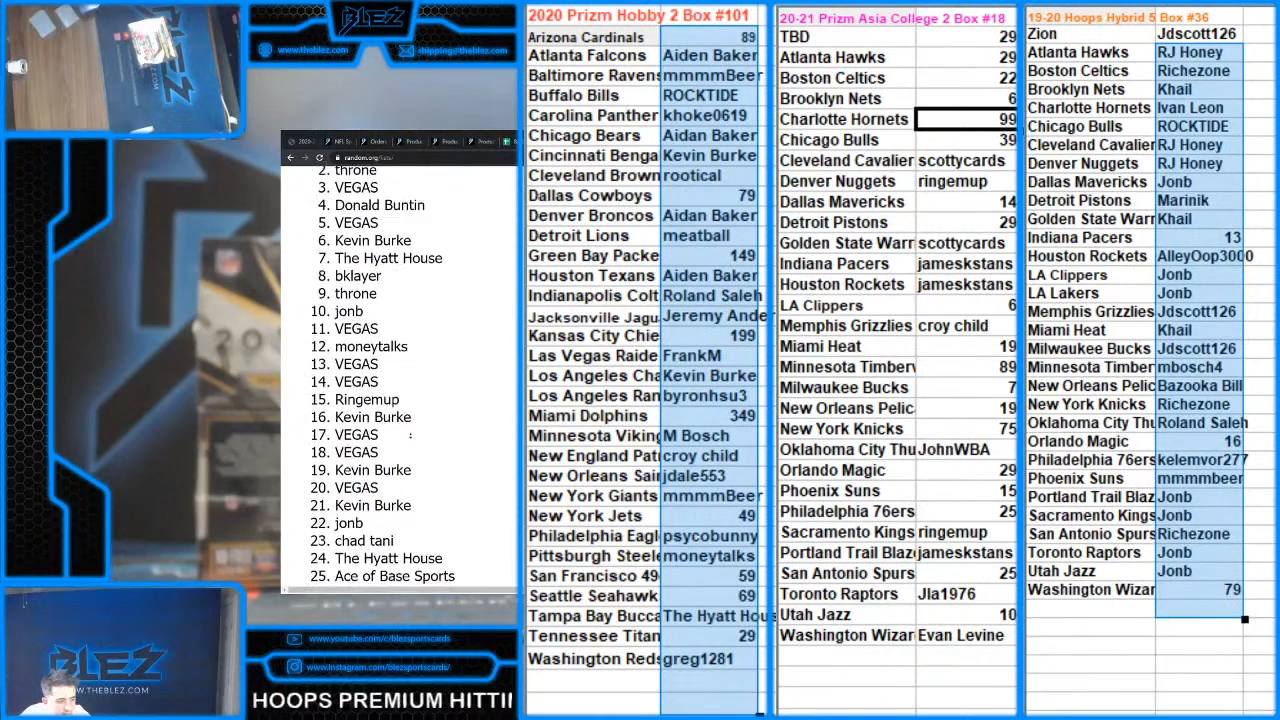 BLEZ
www.theblez.com
shipping@theblez.com
random.org/lists/
2. throne
3. VEGAS
4. Donald Buntin
5. VEGAS
6. Kevin Burke
7. The Hyatt House
8. bklayer
9. throne
10. jonb
11. VEGAS
12. moneytalks
13. VEGAS
14. VEGAS
15. Ringemup
16. Kevin Burke
17. VEGAS
18. VEGAS
19. Kevin Burke
20. VEGAS
21. Kevin Burke
22. jonb
23. chad tani
24. The Hyatt House
25. Ace of Base Sports
BLEZ
WWW.THEBLEZ.COM
www.youtube.com/c/blezsportscards
www.Instagram.com/blezsportscards/
HOOPS PREMIUM HITTI
2020 Prizm Hobby 2 Box #101
Arizona Cardinals 89
Atlanta Falcons Aiden Baker
Baltimore Ravens mmmmBeer
Buffalo Bills ROCKTIDE
Carolina Panther khoke0619
Chicago Bears Aidan Baker
Cincinnati Benga Kevin Burke
Cleveland Brown rootical
Dallas Cowboys 79
Denver Broncos Aidan Baker
Detroit Lions meatball
Green Bay Packe 149
Houston Texans Aiden Baker
Indianapolis Colt Roland Saleh
Jacksonville Jagu Jeremy Ande
Kansas City Chie 199
Las Vegas Raide FrankM
Los Angeles Cha Kevin Burke
Los Angeles Ran byronhsu3
Miami Dolphins 349
Minnesota Viking M Bosch
New England Patr croy child
New Orleans Sain jdale553
New York Giants mmmmBeer
New York Jets 49
Philadelphia Eagl psycobunny
Pittsburgh Steele moneytalks
San Francisco 49 59
Seattle Seahawk 69
Tampa Bay Bucca The Hyatt Hou
Tennessee Titan 29
Washington Reds greg1281
20-21 Prizm Asia College 2 Box #18
TBD 29
Atlanta Hawks 29
Boston Celtics 22
Brooklyn Nets 6
Charlotte Hornets 99
Chicago Bulls 39
Cleveland Cavalier scottycards
Denver Nuggets ringemup
Dallas Mavericks 14
Detroit Pistons 29
Golden State Warr scottycards
Indiana Pacers jameskstans
Houston Rockets jameskstans
LA Clippers 6
Memphis Grizzlies croy child
Miami Heat 19
Minnesota Timberv 89
Milwaukee Bucks 7
New Orleans Pelic 19
New York Knicks 75
Oklahoma City Thu JohnWBA
Orlando Magic 29
Phoenix Suns 15
Philadelphia 76ers 25
Sacramento Kings ringemup
Portland Trail Blaz jameskstans
San Antonio Spurs 25
Toronto Raptors Jla1976
Utah Jazz 10
Washington Wizar Evan Levine
19-20 Hoops Hybrid 5 Box #36
Zion Jdscott126
Atlanta Hawks RJ Honey
Boston Celtics Richezone
Brooklyn Nets Khail
Charlotte Hornets Ivan Leon
Chicago Bulls ROCKTIDE
Cleveland Cavalier RJ Honey
Denver Nuggets RJ Honey
Dallas Mavericks Jonb
Detroit Pistons Marinik
Golden State Warr Khail
Indiana Pacers 13
Houston Rockets AlleyOop3000
LA Clippers Jonb
LA Lakers Jonb
Memphis Grizzlies Jdscott126
Miami Heat Khail
Milwaukee Bucks Jdscott126
Minnesota Timber mbosch4
New Orleans Pelic Bazooka Bill
New York Knicks Richezone
Oklahoma City Thu Roland Saleh
Orlando Magic 16
Philadelphia 76ers kelemvor277
Phoenix Suns mmmmbeer
Portland Trail Blaz Jonb
Sacramento Kings Jonb
San Antonio Spurs Richezone
Toronto Raptors Jonb
Utah Jazz Jonb
Washington Wizar 79